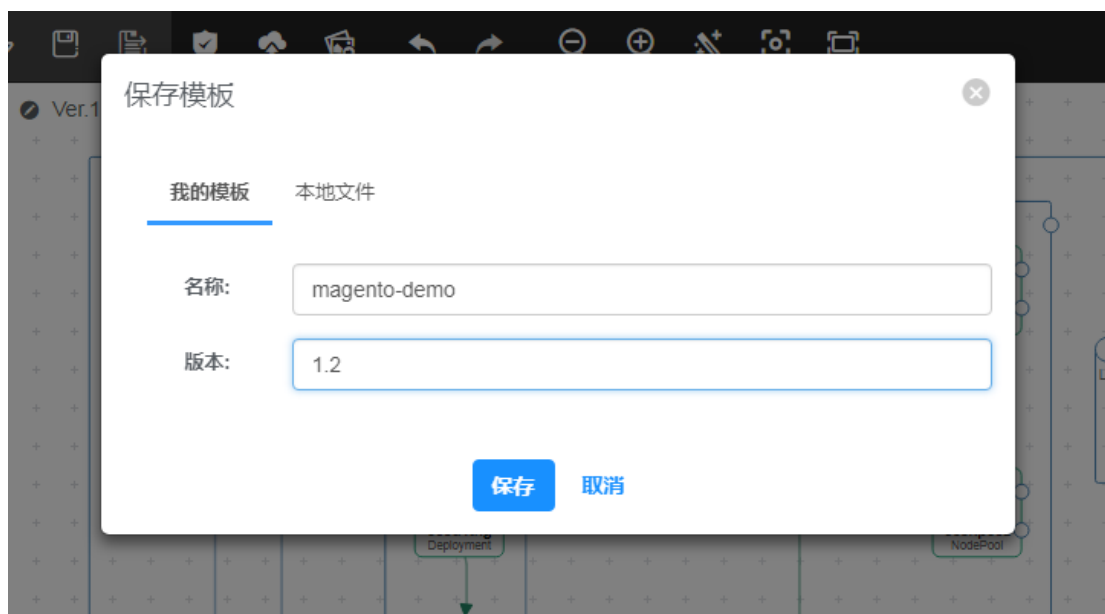 Ver.1
保存模板
我的模板 本地文件
名称: magento-demo
版本: 1.2
保存 取消
Deployment
NodePool